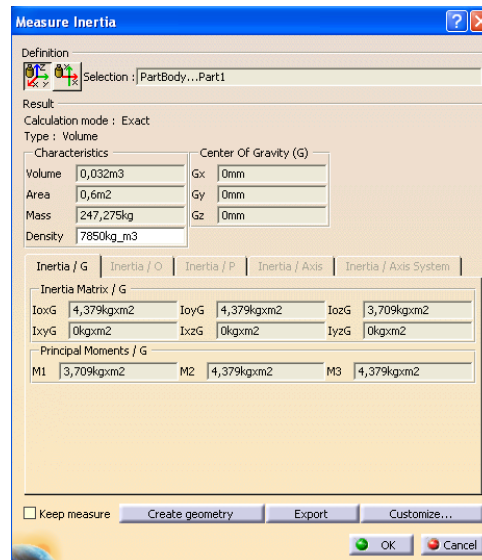 Measure Inertia
Definition
Selection : PartBody...Part1
Result
Calculation mode : Exact
Type : Volume
Characteristics Center Of Gravity (G)
Volume 0,032m3 Gx 0mm
Area 0,6m2 Gy 0mm
Mass 247,275kg Gz 0mm
Density 7850kg_m3
Inertia / G Inertia / O Inertia / P Inertia / Axis Inertia / Axis System
Inertia Matrix / G
IoxG 4,379kgxm2 IoyG 4,379kgxm2 IozG 3,709kgxm2
IxyG 0kgxm2 IxzG 0kgxm2 IyzG 0kgxm2
Principal Moments / G
M1 3,709kgxm2 M2 4,379kgxm2 M3 4,379kgxm2
Keep measure Create geometry Export Customize...
OK Cancel